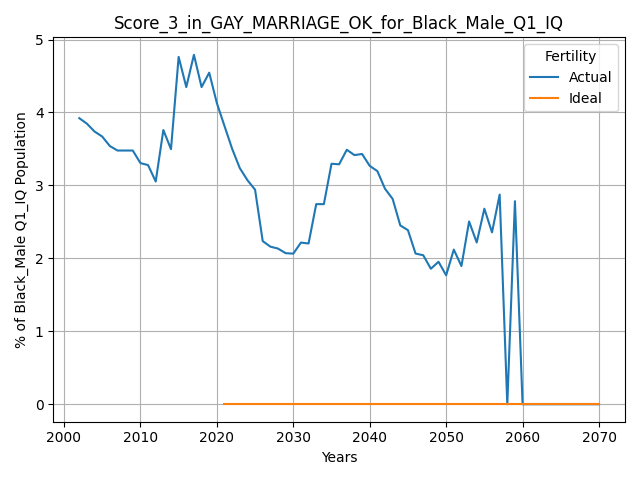 Score_3_in_GAY_MARRIAGE_OK_for_Black_Male_Q1_IQ
% of Black_Male Q1_IQ Population
5
4
3
2
1
0
Fertility
Actual
Ideal
2000 2010 2020 2030 2040 2050 2060 2070
Years